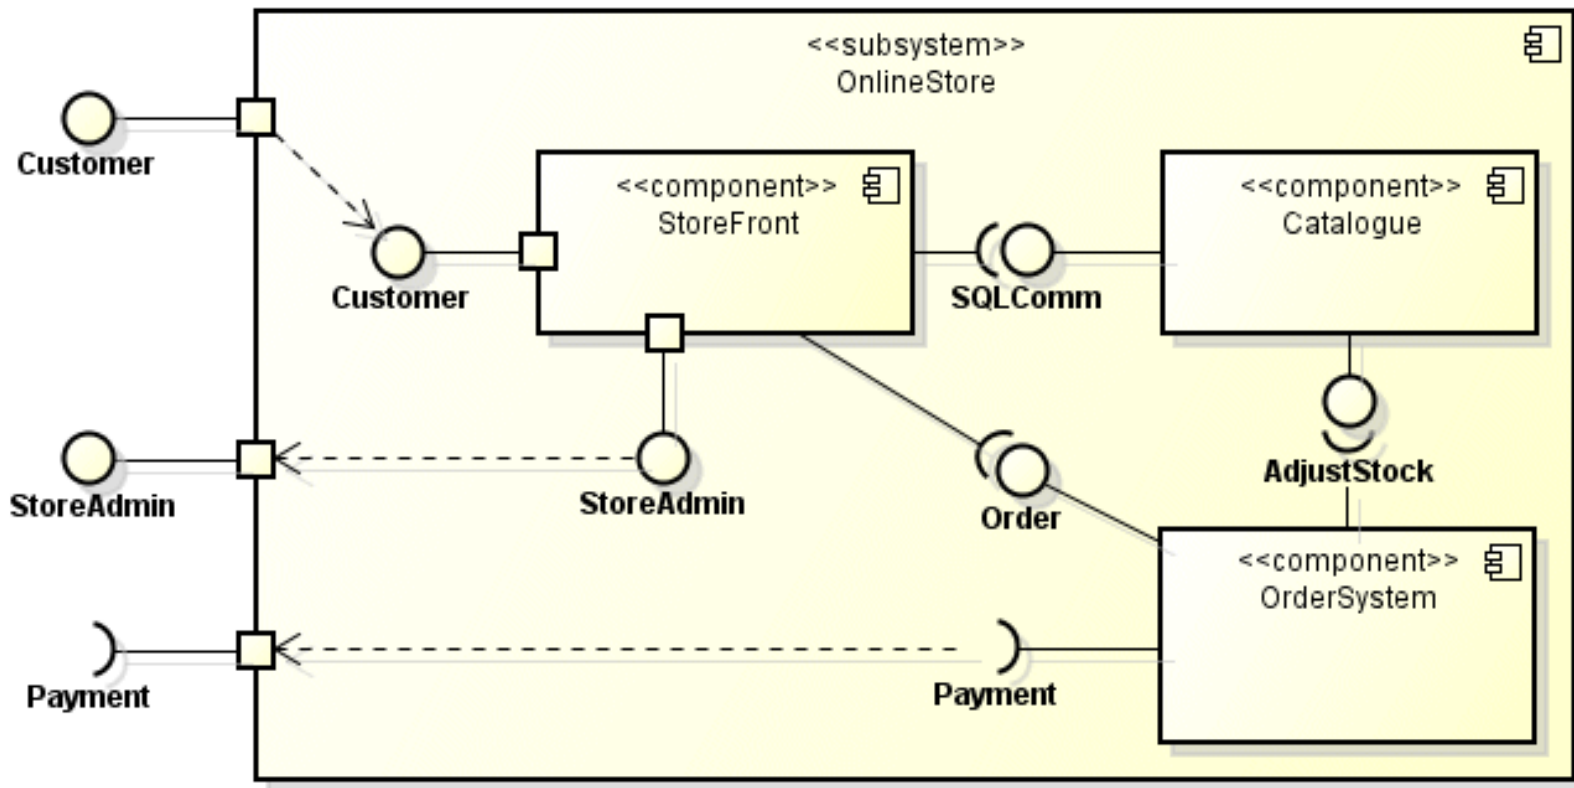 <<subsystem>>
OnlineStore
Customer
<<component>>
StoreFront
<<component>>
Catalogue
Customer
SQLComm
AdjustStock
StoreAdmin
StoreAdmin
Order
<<component>>
OrderSystem
Payment
Payment